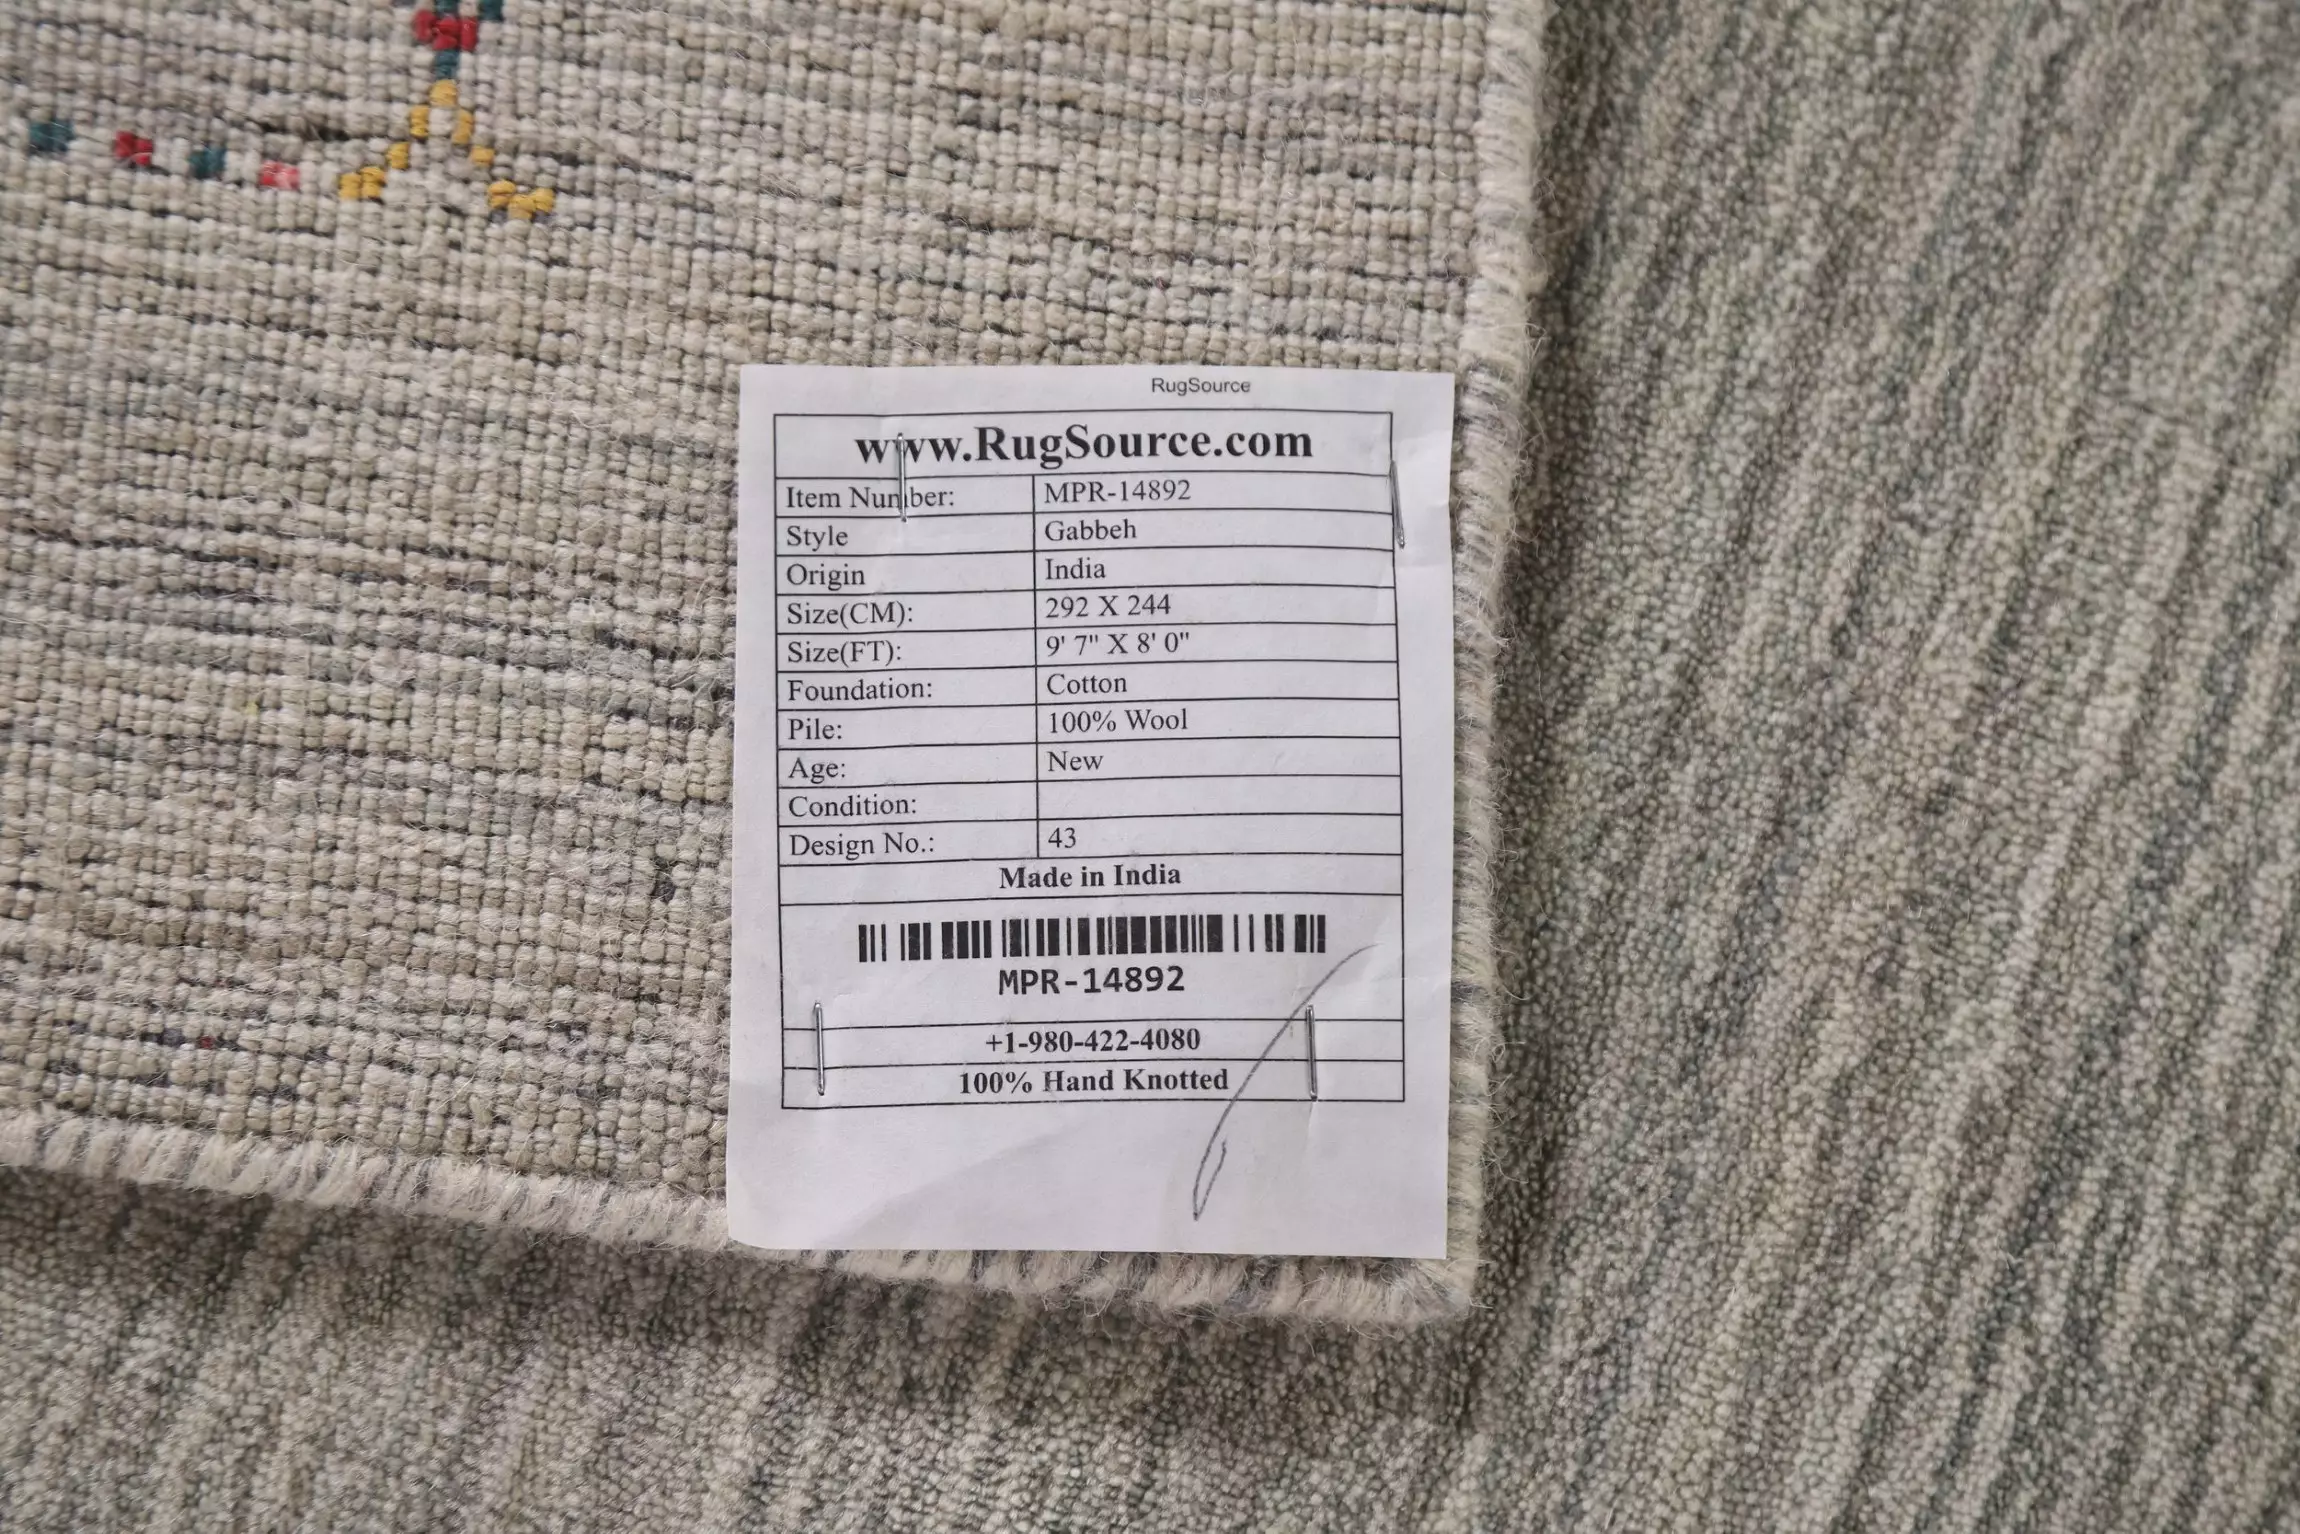 RugSource
www.RugSource.com
Item Number: MPR-14892
Style Gabbeh
Origin India
Size(CM): 292 X 244
Size(FT): 9' 7" X 8' 0"
Foundation: Cotton
Pile: 100% Wool
Age: New
Condition:
Design No.: 43
Made in India
MPR-14892
+1-980-422-4080
100% Hand Knotted